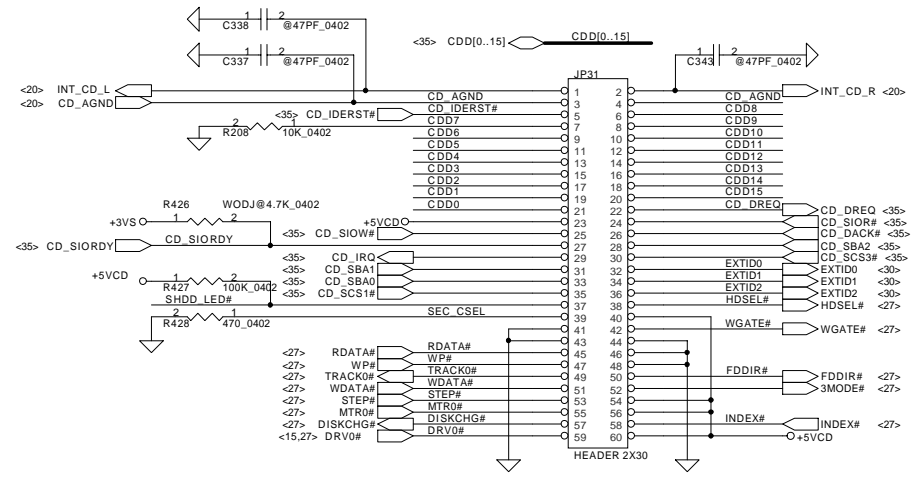 1 2
C338 @47PF_0402
1 2
C337 @47PF_0402
<35> CDD[0..15] CDD[0..15]
1 2
C343 @47PF_0402
JP31
<20> INT_CD_L 1 2 INT_CD_R <20>
<20> CD_AGND CD_AGND 3 4 CD_AGND
<35> CD_IDERST# CD_IDERST# 5 6 CDD8
2 1 R208 10K_0402 CDD7 7 8 CDD9
CDD6 9 10 CDD10
CDD5 11 12 CDD11
CDD4 13 14 CDD12
CDD3 15 16 CDD13
CDD2 17 18 CDD14
CDD1 19 20 CDD15
CDD0 21 22 CD_DREQ CD_DREQ <35>
R426 WODJ@4.7K_0402
+3VS 1 2
+5VCD 23 24 CD_SIOR# <35>
<35> CD_SIOW# 25 26 CD_DACK# <35>
<35> CD_SIORDY CD_SIORDY 27 28 CD_SBA2 <35>
<35> CD_IRQ 29 30 CD_SCS3# <35>
+5VCD 1 2
R427 100K_0402
<35> CD_SBA1 31 32 EXTID0 EXTID0 <30>
<35> CD_SBA0 33 34 EXTID1 EXTID1 <30>
<35> CD_SCS1# 35 36 EXTID2 EXTID2 <30>
SHDD_LED# 37 38 HDSEL# HDSEL# <27>
2 1 R428 470_0402 SEC_CSEL 39 40
41 42 WGATE# WGATE# <27>
43 44
<27> RDATA# RDATA# 45 46
<27> WP# WP# 47 48
<27> TRACK0# TRACK0# 49 50 FDDIR# FDDIR# <27>
<27> WDATA# WDATA# 51 52 3MODE# <27>
<27> STEP# STEP# 53 54
<27> MTR0# MTR0# 55 56
<27> DISKCHG# 57 58 INDEX# INDEX# <27>
<15,27> DRV0# DRV0# 59 60 +5VCD
HEADER 2X30